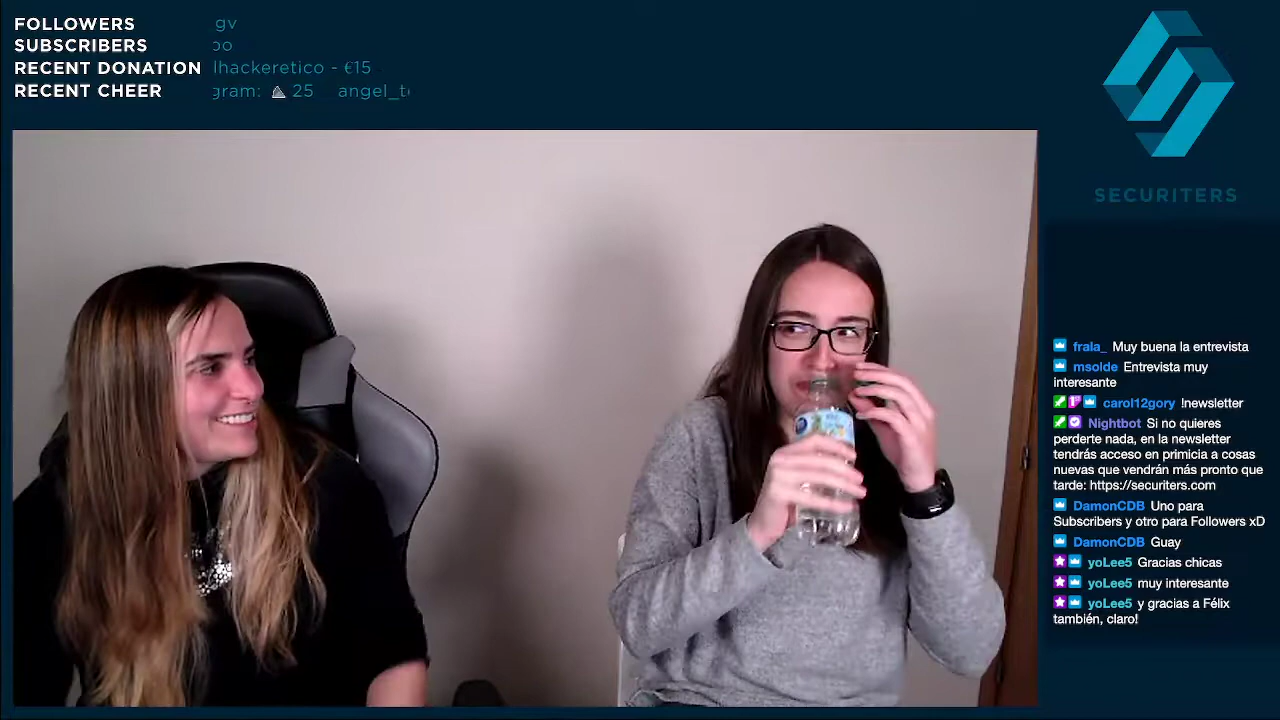 FOLLOWERS gv
SUBSCRIBERS
RECENT DONATION lhackeretico - €15
RECENT CHEER gram: 25 angel_t
SECURITERS
frala_ Muy buena la entrevista
msolde Entrevista muy
interesante
carol12gory !newsletter
Nightbot Si no quieres
perderte nada, en la newsletter
tendrás acceso en primicia a cosas
nuevas que vendrán más pronto que
tarde: https://securiters.com
DamonCDB Uno para
Subscribers y otro para Followers xD
DamonCDB Guay
yoLee5 Gracias chicas
yoLee5 muy interesante
yoLee5 y gracias a Félix
también, claro!